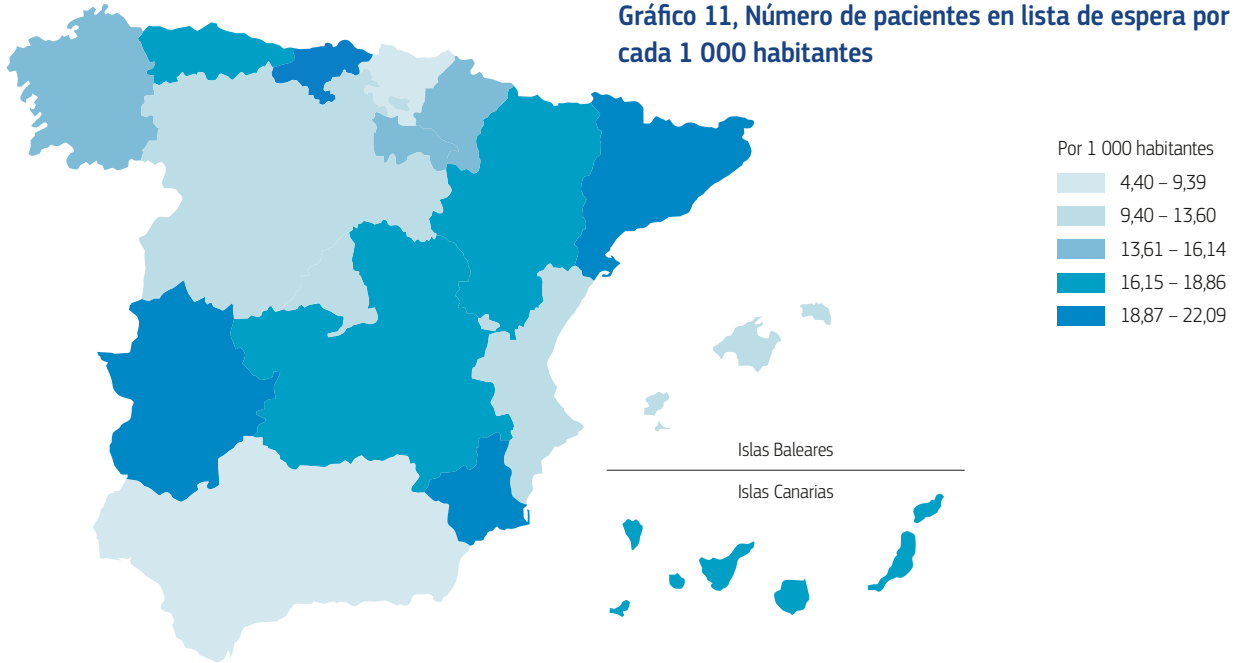 Gráfico 11, Número de pacientes en lista de espera por
cada 1 000 habitantes
Por 1 000 habitantes
4,40 – 9,39
9,40 – 13,60
13,61 – 16,14
16,15 – 18,86
18,87 – 22,09
Islas Baleares
Islas Canarias